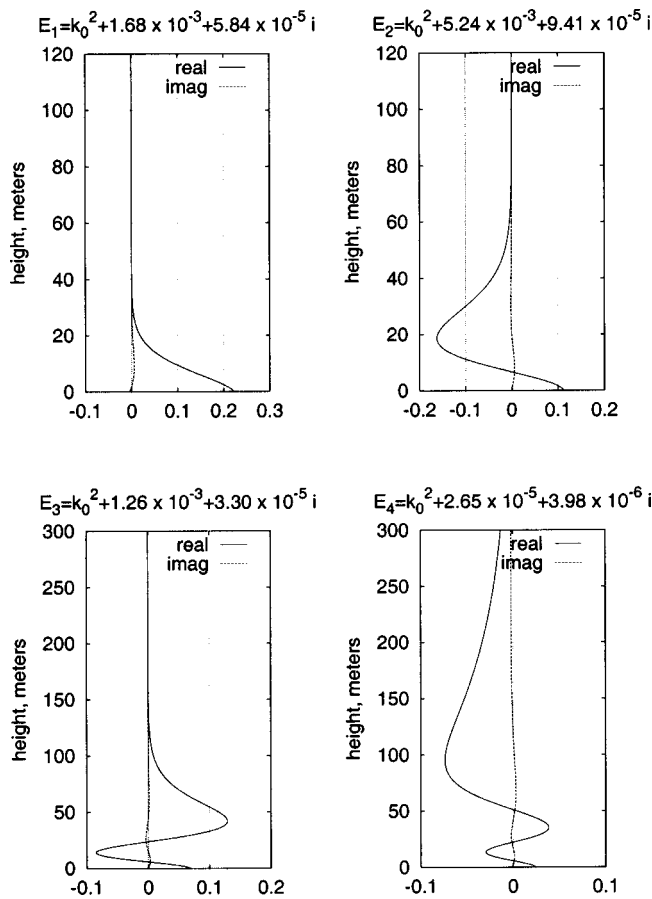 E₁=k₀²+1.68 x 10⁻³+5.84 x 10⁻⁵ i
120
100
80
60
40
20
0
height, meters
real
imag
-0.1 0 0.1 0.2 0.3
E₂=k₀²+5.24 x 10⁻³+9.41 x 10⁻⁵ i
120
100
80
60
40
20
0
height, meters
real
imag
-0.2 -0.1 0 0.1 0.2
E₃=k₀²+1.26 x 10⁻³+3.30 x 10⁻⁵ i
300
250
200
150
100
50
0
height, meters
real
imag
-0.1 0 0.1 0.2
E₄=k₀²+2.65 x 10⁻⁵+3.98 x 10⁻⁶ i
300
250
200
150
100
50
0
height, meters
real
imag
-0.1 0 0.1